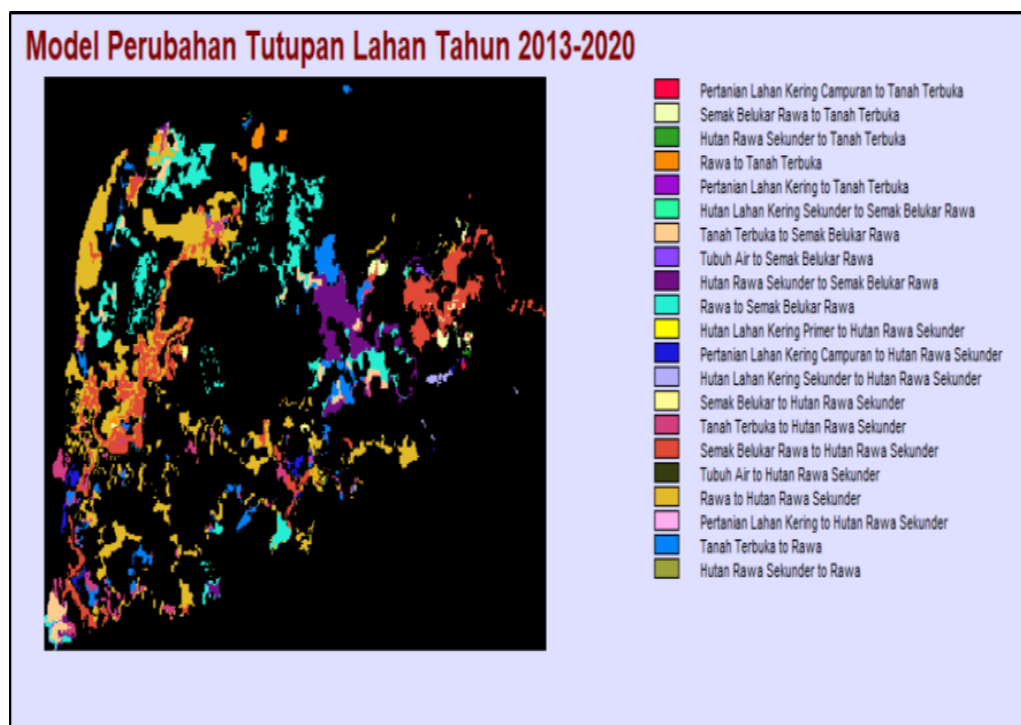 Model Perubahan Tutupan Lahan Tahun 2013-2020
Pertanian Lahan Kering Campuran to Tanah Terbuka
Semak Belukar Rawa to Tanah Terbuka
Hutan Rawa Sekunder to Tanah Terbuka
Rawa to Tanah Terbuka
Pertanian Lahan Kering to Tanah Terbuka
Hutan Lahan Kering Sekunder to Semak Belukar Rawa
Tanah Terbuka to Semak Belukar Rawa
Tubuh Air to Semak Belukar Rawa
Hutan Rawa Sekunder to Semak Belukar Rawa
Rawa to Semak Belukar Rawa
Hutan Lahan Kering Primer to Hutan Rawa Sekunder
Pertanian Lahan Kering Campuran to Hutan Rawa Sekunder
Hutan Lahan Kering Sekunder to Hutan Rawa Sekunder
Semak Belukar to Hutan Rawa Sekunder
Tanah Terbuka to Hutan Rawa Sekunder
Semak Belukar Rawa to Hutan Rawa Sekunder
Tubuh Air to Hutan Rawa Sekunder
Rawa to Hutan Rawa Sekunder
Pertanian Lahan Kering to Hutan Rawa Sekunder
Tanah Terbuka to Rawa
Hutan Rawa Sekunder to Rawa